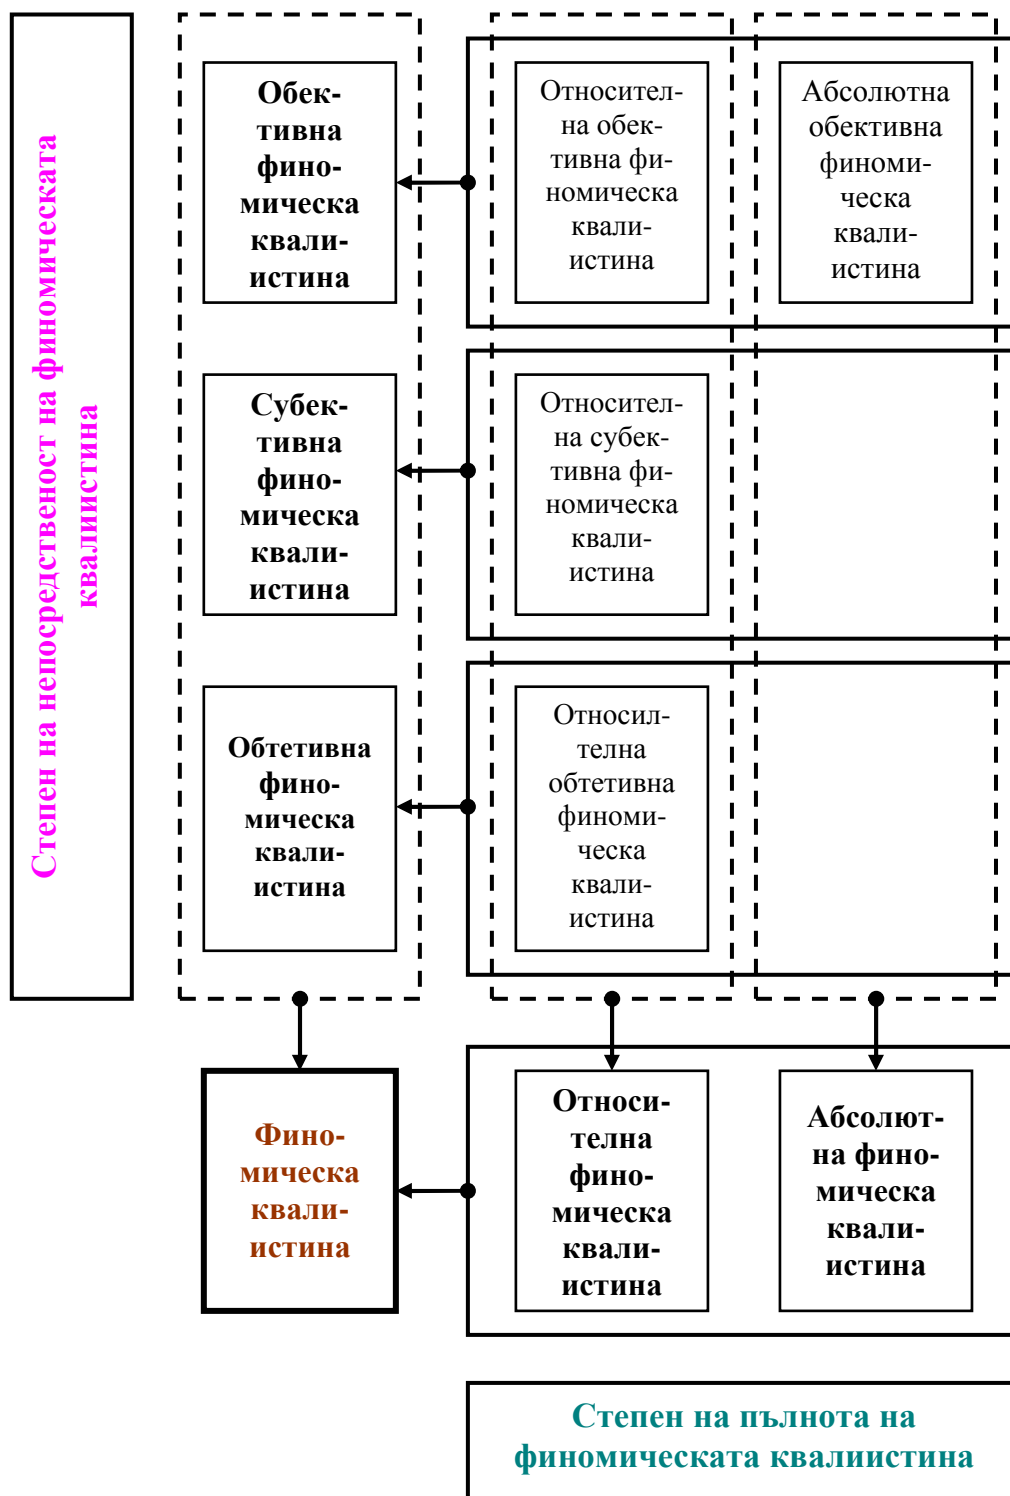 Степен на непосредственост на финомическата
квалиистина
Обек-
тивна
фино-
мическа
квали-
истина
Относител-
на обек-
тивна фи-
номическа
квали-
истина
Абсолютна
обективна
финоми-
ческа
квали-
истина
Субек-
тивна
фино-
мическа
квали-
истина
Относител-
на субек-
тивна фи-
номическа
квали-
истина
Обтетивна
фино-
мическа
квали-
истина
Относил-
телна
обтетивна
финоми-
ческа
квали-
истина
Фино-
мическа
квали-
истина
Относи-
телна
фино-
мическа
квали-
истина
Абсолют-
на фино-
мическа
квали-
истина
Степен на пълнота на
финомическата квалиистина